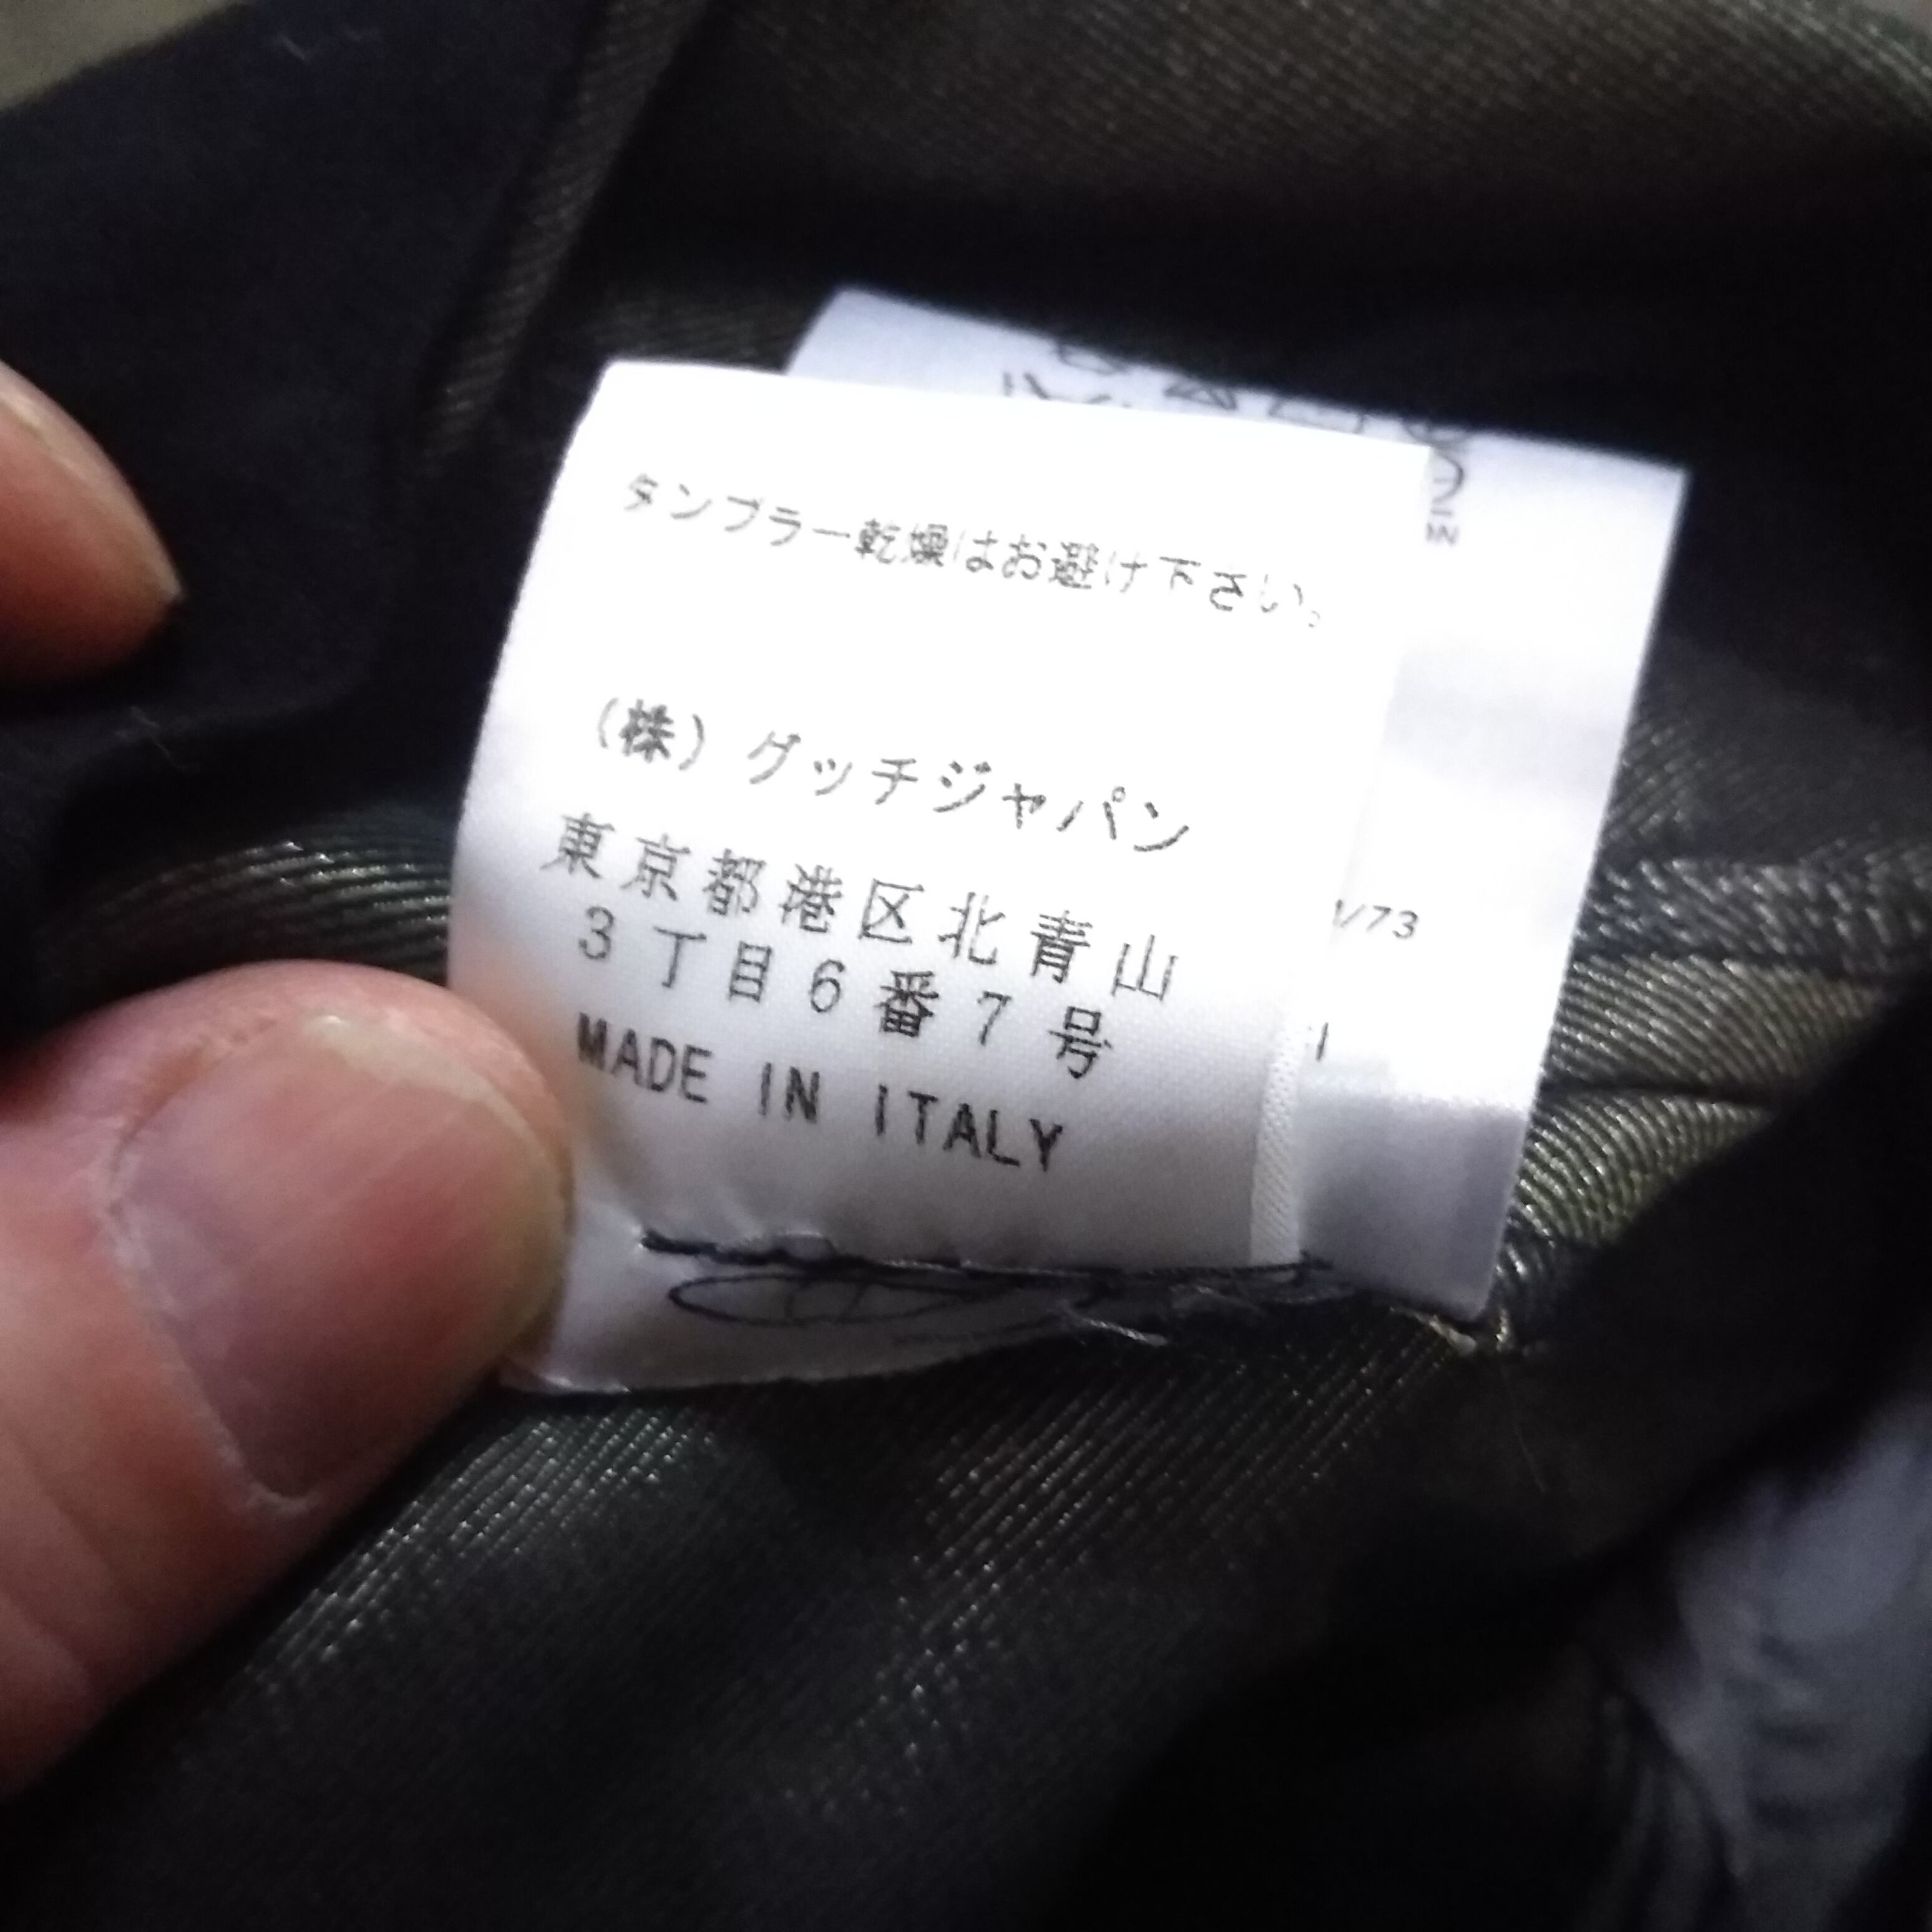 タンブラー乾燥はお避け下さい。
(株)グッチジャパン
東京都港区北青山
3丁目6番7号
MADE IN ITALY
/73